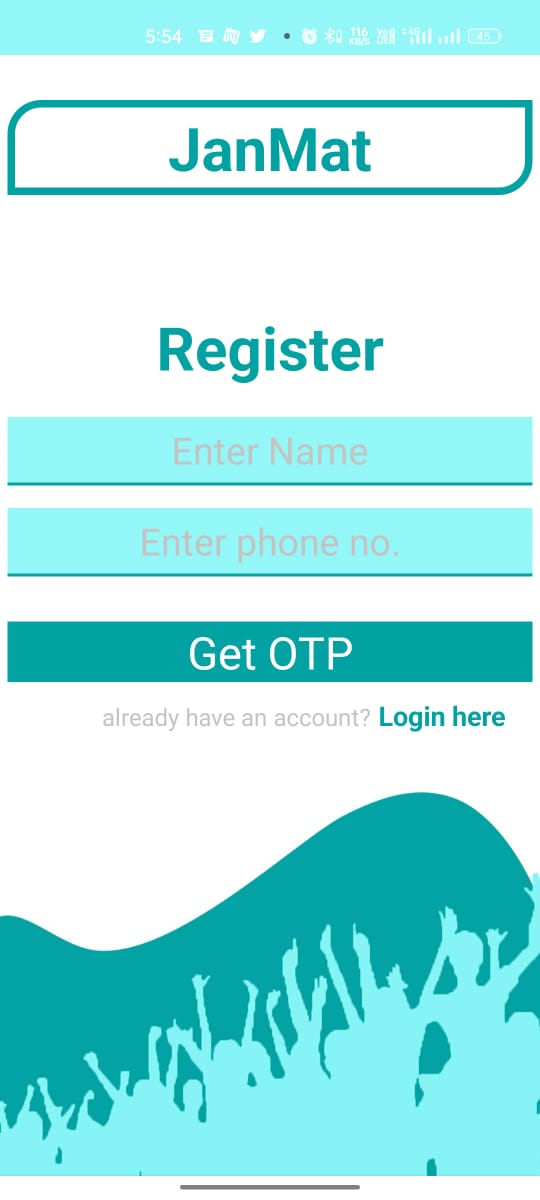 5:54 116 KB/S 4G 45
JanMat
Register
Enter Name
Enter phone no.
Get OTP
already have an account? Login here